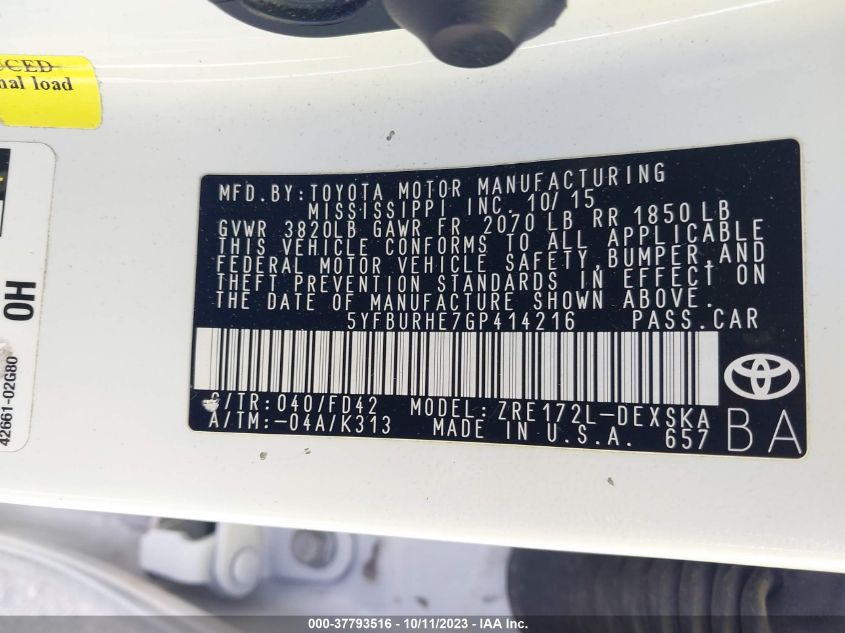 UCED
nal load
OH
42661-02G80
MFD.BY:TOYOTA MOTOR MANUFACTURING
MISSISSIPPI INC. 10/15
GVWR 3820LB GAWR FR 2070 LB RR 1850 LB
THIS VEHICLE CONFORMS TO ALL APPLICABLE
FEDERAL MOTOR VEHICLE SAFETY,BUMPER,AND
THEFT PREVENTION STANDARDS IN EFFECT ON
THE DATE OF MANUFACTURE SHOWN ABOVE.
5YFBURHE7GP414216 PASS.CAR
C/TR:040/FD42 MODEL:ZRE172L-DEXSKA
A/TM:-04A/K313 MADE IN U.S.A. 657
BA
000-37793516 - 10/11/2023 - IAA Inc.